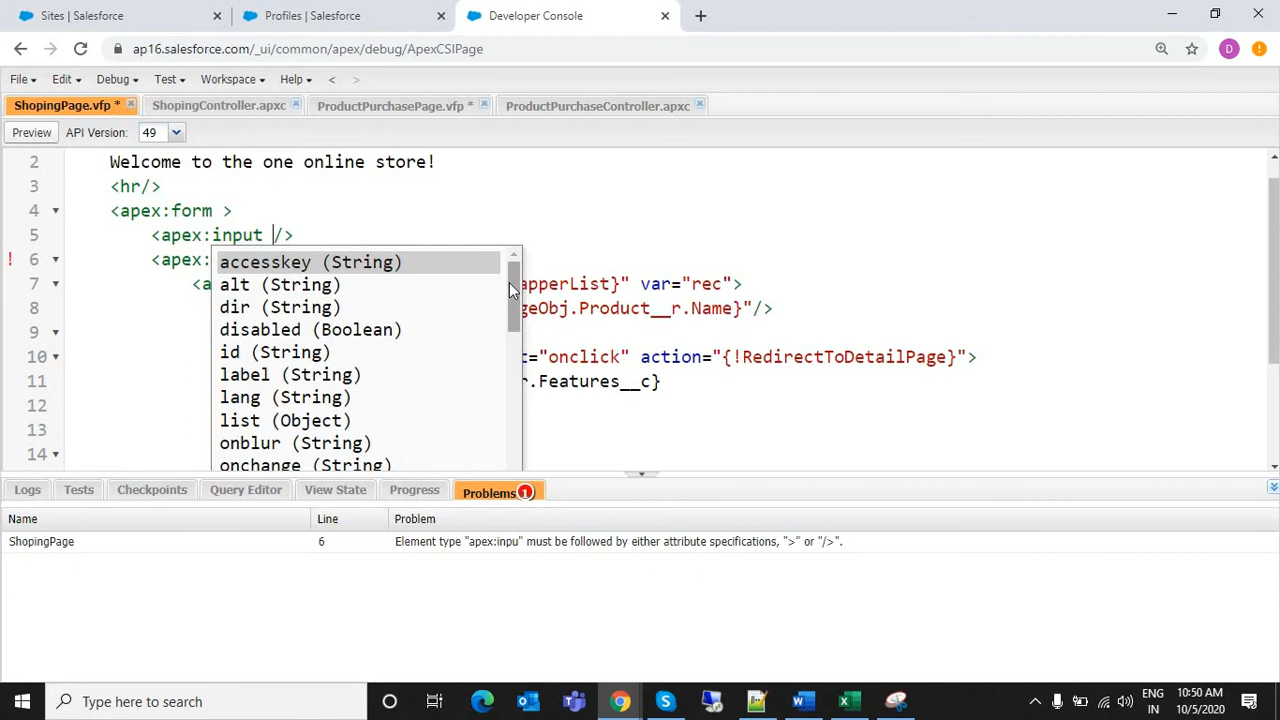 Sites | Salesforce
Profiles | Salesforce
Developer Console
ap16.salesforce.com/_ui/common/apex/debug/ApexCSIPage
D
File Edit Debug Test Workspace Help < >
ShopingPage.vfp * ShopingController.apxc ProductPurchasePage.vfp * ProductPurchaseController.apxc
Preview API Version: 49
2 Welcome to the one online store!
3 <hr/>
4 <apex:form >
5 <apex:input />
6 <apex:
7 <a apperList}" var="rec">
8 geObj.Product__r.Name}"/>
9
10 t="onclick" action="{!RedirectToDetailPage}">
11 r.Features__c}
12
13
14
accesskey (String)
alt (String)
dir (String)
disabled (Boolean)
id (String)
label (String)
lang (String)
list (Object)
onblur (String)
onchange (String)
Logs Tests Checkpoints Query Editor View State Progress Problems 1
Name Line Problem
ShopingPage 6 Element type "apex:inpu" must be followed by either attribute specifications, ">" or "/>".
Type here to search
ENG
IN
10:50 AM
10/5/2020